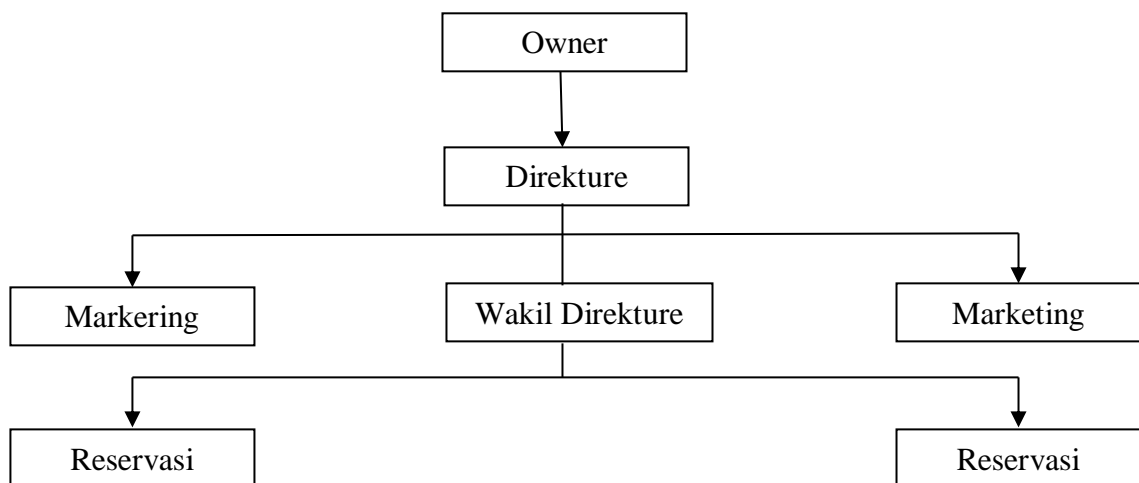 Owner
Direkture
Markering
Wakil Direkture
Marketing
Reservasi
Reservasi